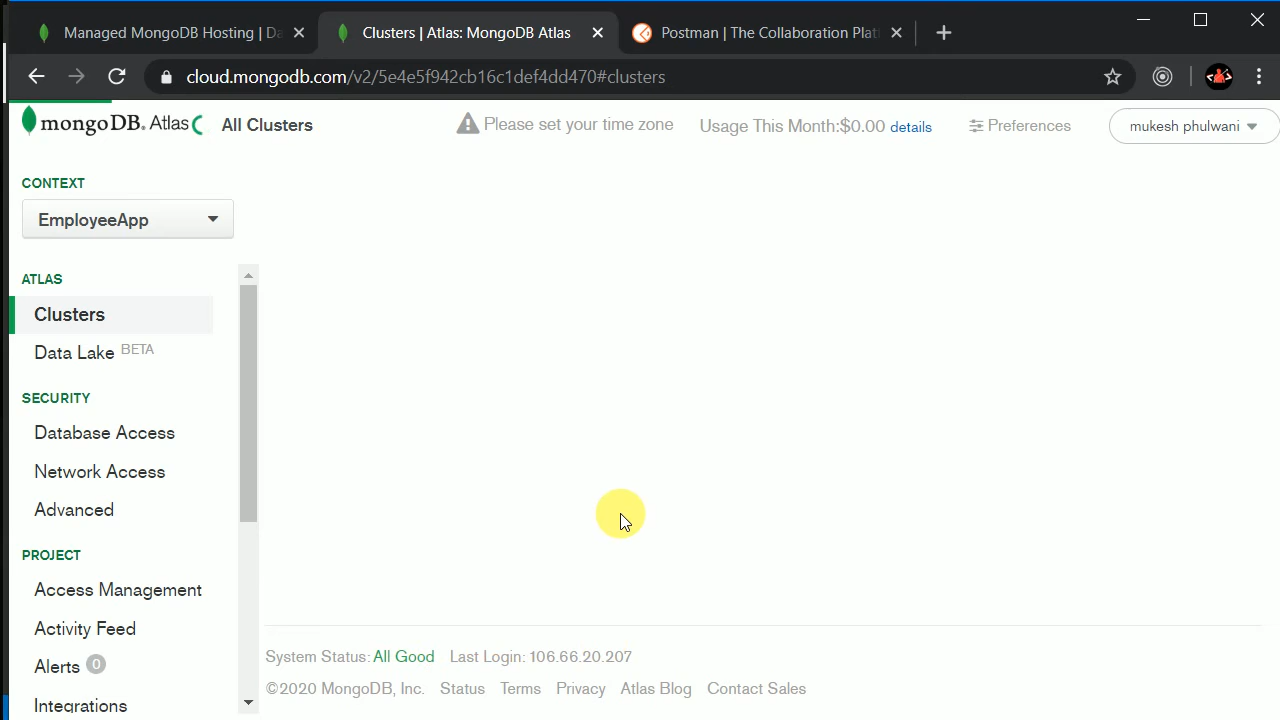 Managed MongoDB Hosting | Da
Clusters | Atlas: MongoDB Atlas
Postman | The Collaboration Plat
cloud.mongodb.com/v2/5e4e5f942cb16c1def4dd470#clusters
mongoDB. Atlas
All Clusters
Please set your time zone
Usage This Month:$0.00 details
Preferences
mukesh phulwani
CONTEXT
EmployeeApp
ATLAS
Clusters
Data Lake BETA
SECURITY
Database Access
Network Access
Advanced
PROJECT
Access Management
Activity Feed
Alerts 0
Integrations
System Status: All Good Last Login: 106.66.20.207
©2020 MongoDB, Inc. Status Terms Privacy Atlas Blog Contact Sales